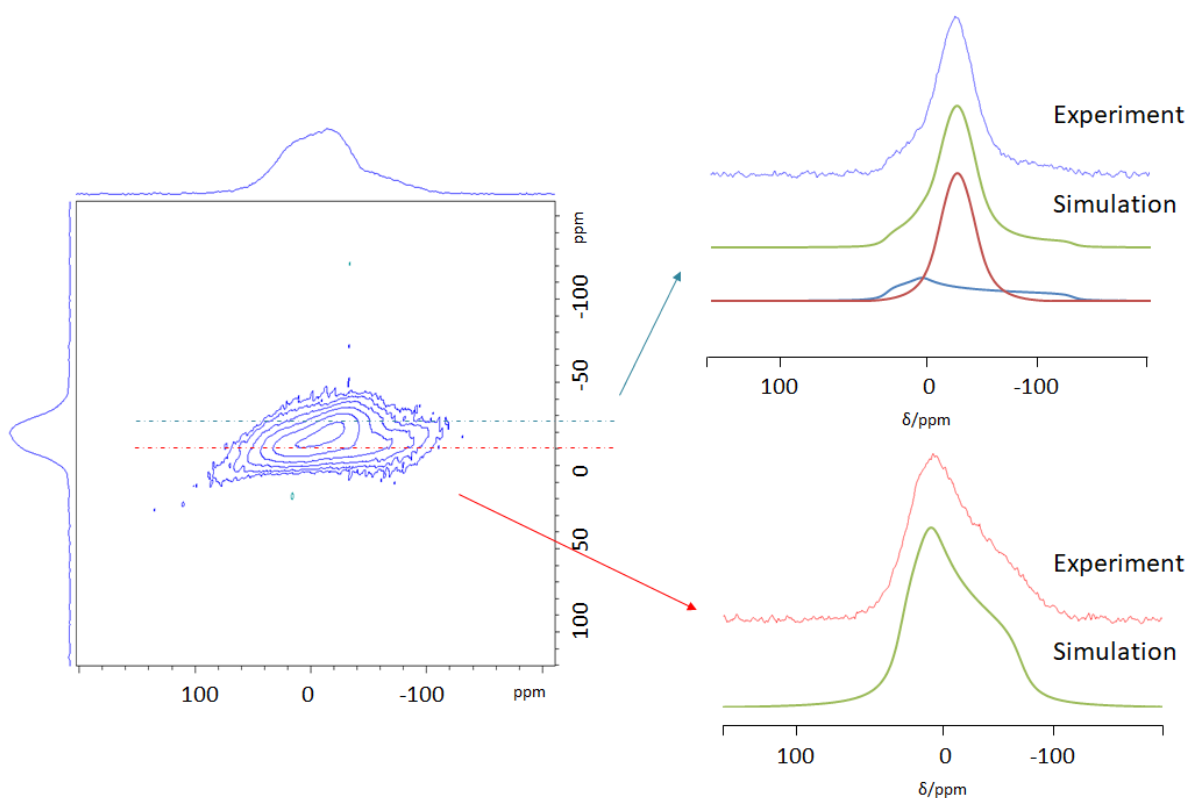 ppm
-100
-50
0
50
100
100 0 -100 ppm
Experiment
Simulation
100 0 -100
δ/ppm
Experiment
Simulation
100 0 -100
δ/ppm